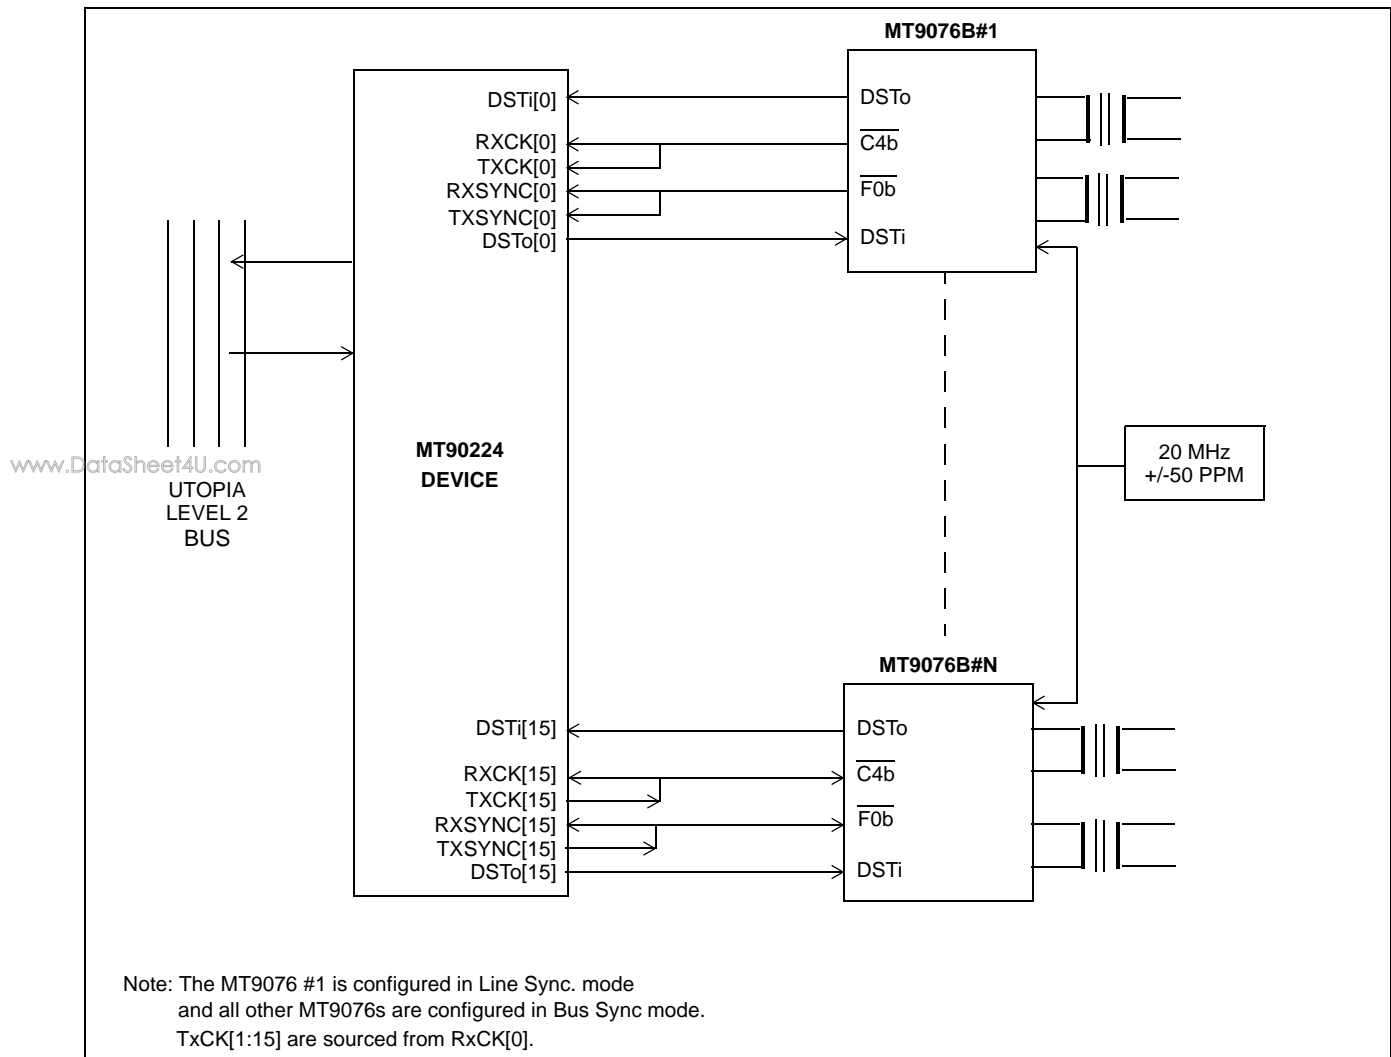 MT9076B#1
DSTi[0]
RXCK[0]
TXCK[0]
RXSYNC[0]
TXSYNC[0]
DSTo[0]
DSTo
C4b
F0b
DSTi
MT90224
DEVICE
www.DataSheet4U.com
UTOPIA
LEVEL 2
BUS
20 MHz
+/-50 PPM
MT9076B#N
DSTi[15]
RXCK[15]
TXCK[15]
RXSYNC[15]
TXSYNC[15]
DSTo[15]
DSTo
C4b
F0b
DSTi
Note: The MT9076 #1 is configured in Line Sync. mode
and all other MT9076s are configured in Bus Sync mode.
TxCK[1:15] are sourced from RxCK[0].